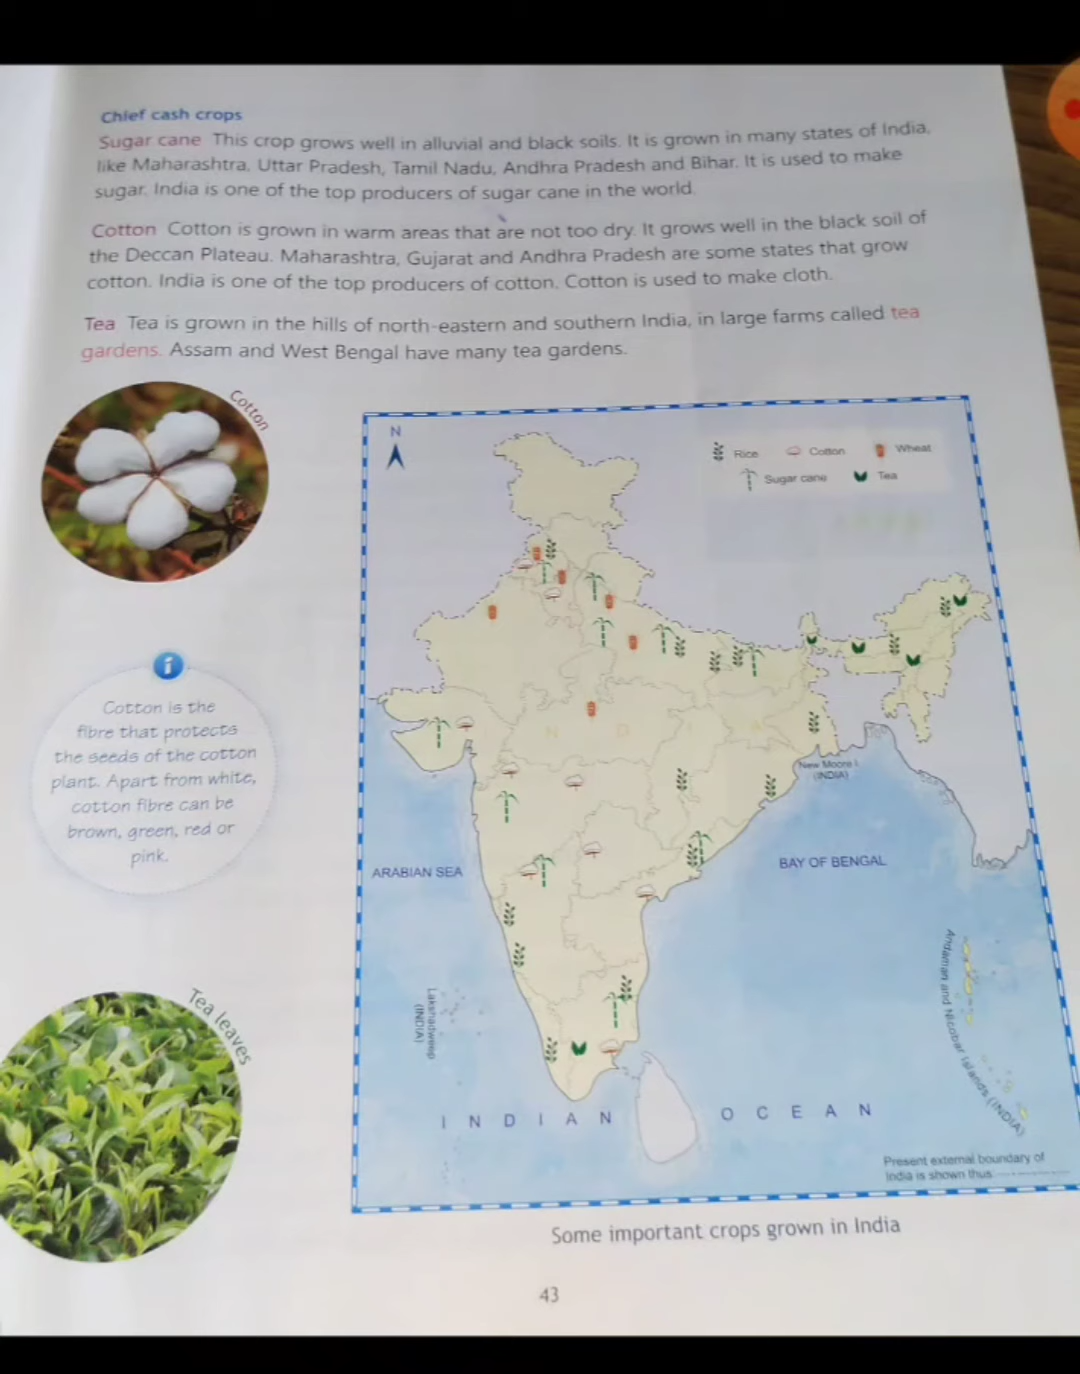 Chief cash crops
Sugar cane This crop grows well in alluvial and black soils. It is grown in many states of India,
like Maharashtra, Uttar Pradesh, Tamil Nadu, Andhra Pradesh and Bihar. It is used to make
sugar. India is one of the top producers of sugar cane in the world.
Cotton Cotton is grown in warm areas that are not too dry. It grows well in the black soil of
the Deccan Plateau. Maharashtra, Gujarat and Andhra Pradesh are some states that grow
cotton. India is one of the top producers of cotton. Cotton is used to make cloth.
Tea Tea is grown in the hills of north-eastern and southern India, in large farms called tea
gardens. Assam and West Bengal have many tea gardens.
Cotton
i
Cotton is the
fibre that protects
the seeds of the cotton
plant. Apart from white,
cotton fibre can be
brown, green, red or
pink.
Tea leaves
N
Rice Cotton Wheat
Sugar cane Tea
I N D I A
New Moore I.
(INDIA)
ARABIAN SEA
BAY OF BENGAL
Lakshadweep
(INDIA)
Andaman and Nicobar Islands (INDIA)
INDIAN OCEAN
Present external boundary of
India is shown thus:
Some important crops grown in India
43